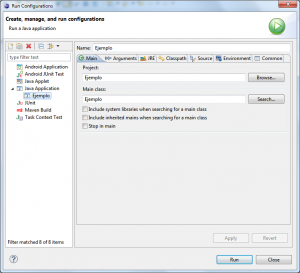 Run Configurations
Create, manage, and run configurations
Run a Java application
type filter text
Android Application
Android JUnit Test
Java Applet
Java Application
Ejemplo
JUnit
Maven Build
Task Context Test
Filter matched 8 of 8 items
Name: Ejemplo
Main Arguments JRE Classpath Source Environment Common
Project:
Ejemplo Browse...
Main class:
Ejemplo Search...
Include system libraries when searching for a main class
Include inherited mains when searching for a main class
Stop in main
Apply Revert
Run Close